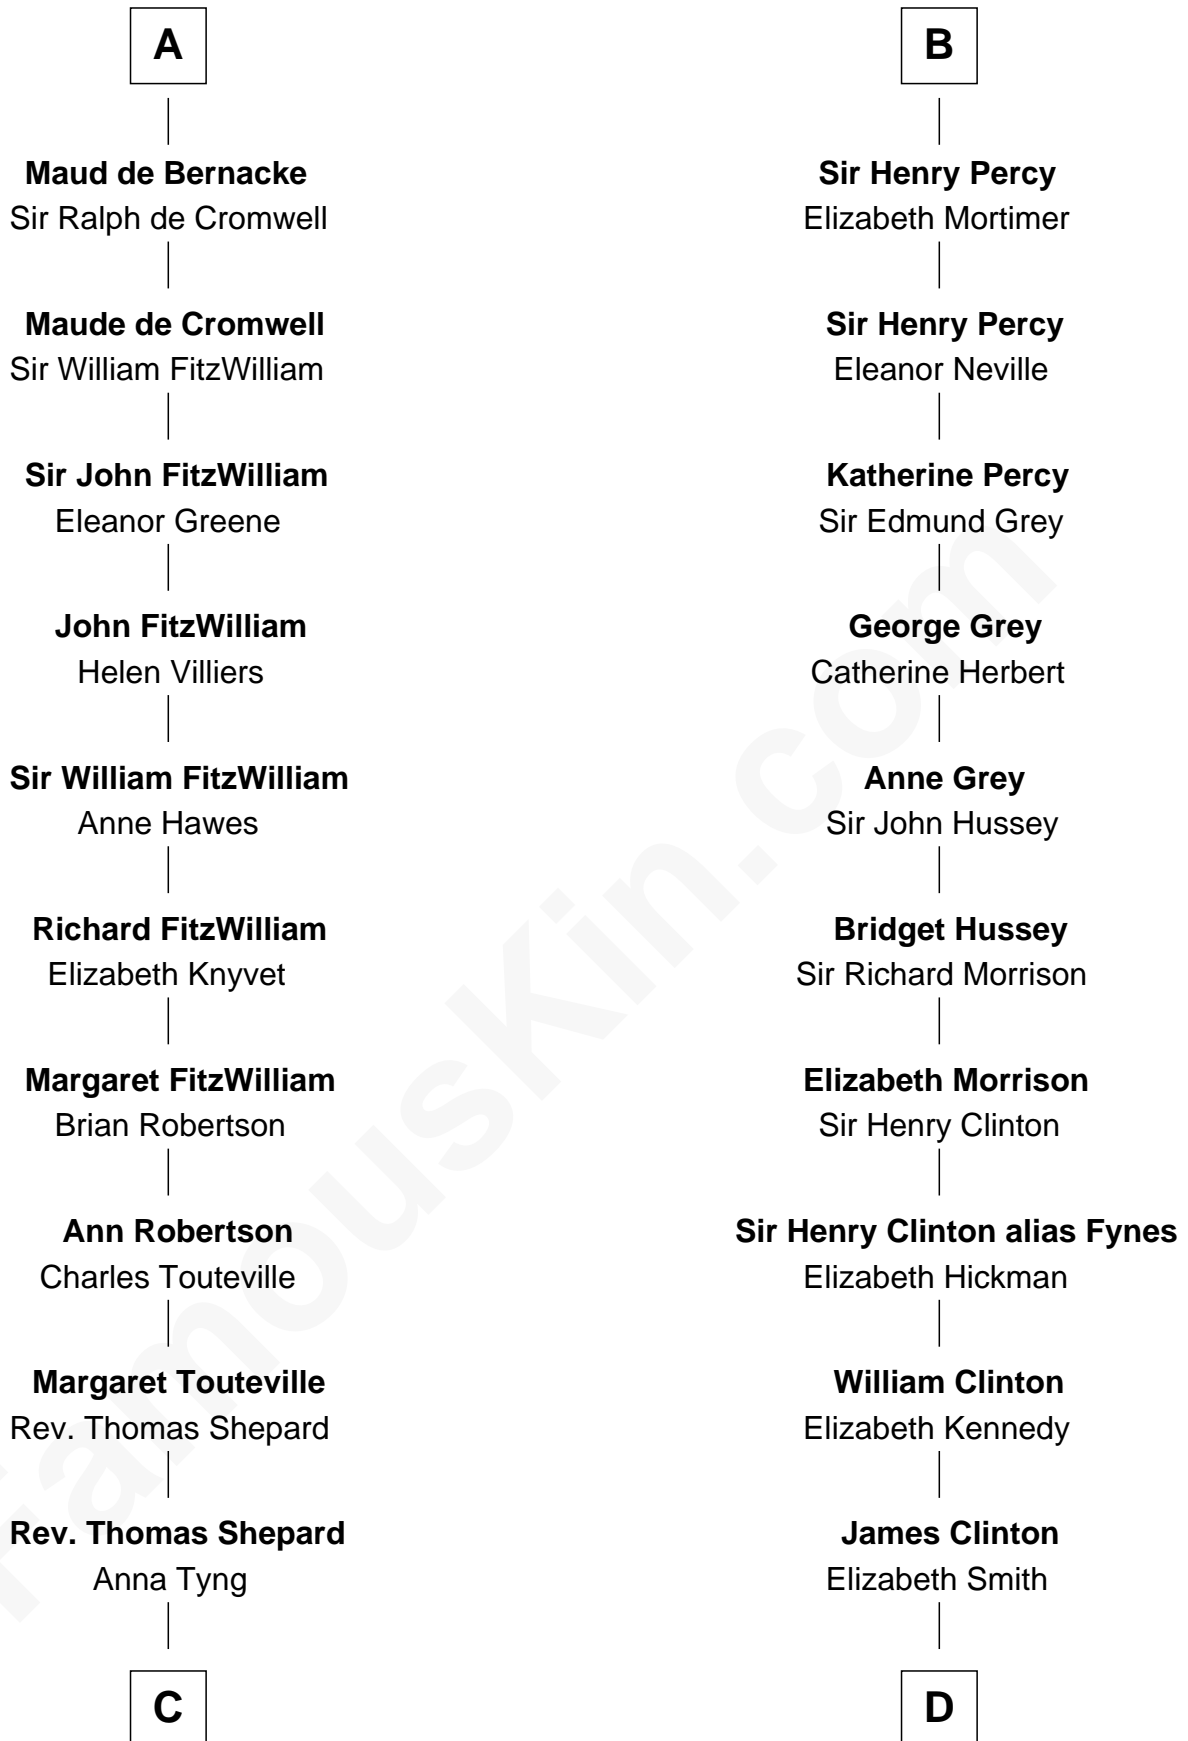 A
Maud de Bernacke
Sir Ralph de Cromwell
Maude de Cromwell
Sir William FitzWilliam
Sir John FitzWilliam
Eleanor Greene
John FitzWilliam
Helen Villiers
Sir William FitzWilliam
Anne Hawes
Richard FitzWilliam
Elizabeth Knyvet
Margaret FitzWilliam
Brian Robertson
Ann Robertson
Charles Touteville
Margaret Touteville
Rev. Thomas Shepard
Rev. Thomas Shepard
Anna Tyng
C
B
Sir Henry Percy
Elizabeth Mortimer
Sir Henry Percy
Eleanor Neville
Katherine Percy
Sir Edmund Grey
George Grey
Catherine Herbert
Anne Grey
Sir John Hussey
Bridget Hussey
Sir Richard Morrison
Elizabeth Morrison
Sir Henry Clinton
Sir Henry Clinton alias Fynes
Elizabeth Hickman
William Clinton
Elizabeth Kennedy
James Clinton
Elizabeth Smith
D
FamousKin.com